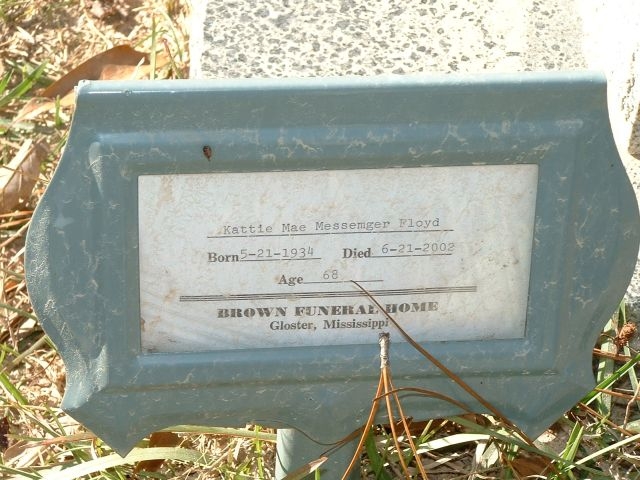 Kattie Mae Messemger Floyd
Born 5-21-1934 Died 6-21-2002
Age 68
BROWN FUNERAL HOME
Gloster, Mississippi